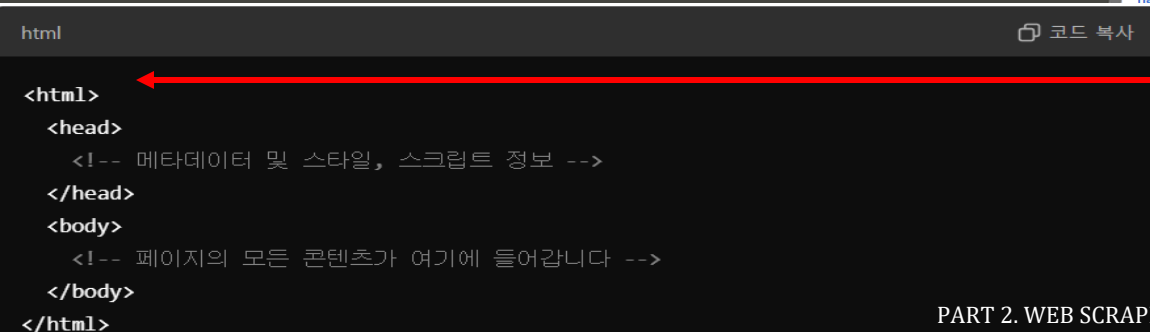 html 코드 복사
<html>
<head>
<!-- 메타데이터 및 스타일, 스크립트 정보 -->
</head>
<body>
<!-- 페이지의 모든 콘텐츠가 여기에 들어갑니다 -->
</body>
</html>
PART 2. WEB SCRAP